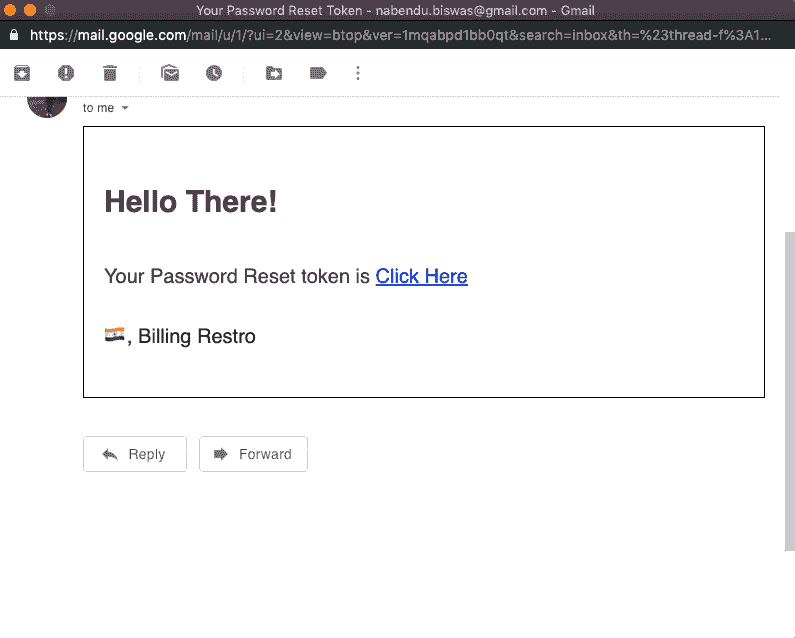 Your Password Reset Token - nabendu.biswas@gmail.com - Gmail
https://mail.google.com/mail/u/1/?ui=2&view=btop&ver=1mqabpd1bb0qt&search=inbox&th=%23thread-f%3A1...
to me
Hello There!
Your Password Reset token is Click Here
🇮🇳, Billing Restro
Reply
Forward